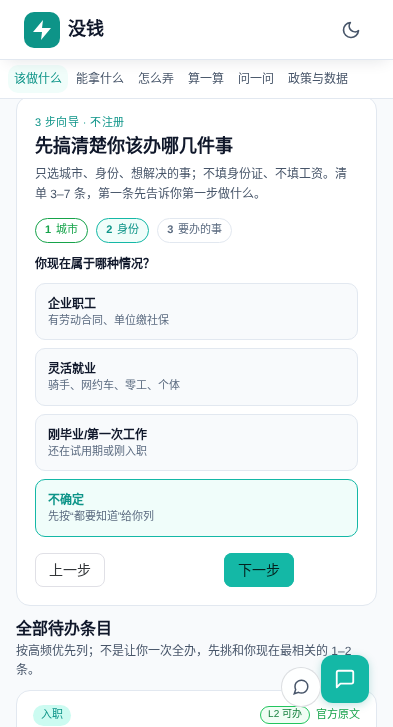 没钱
该做什么 能拿什么 怎么弄 算一算 问一问 政策与数据
3 步向导 · 不注册
先搞清楚你该办哪几件事
只选城市、身份、想解决的事；不填身份证、不填工资。清
单 3–7 条，第一条先告诉你第一步做什么。
1 城市 2 身份 3 要办的事
你现在属于哪种情况？
企业职工
有劳动合同、单位缴社保
灵活就业
骑手、网约车、零工、个体
刚毕业/第一次工作
还在试用期或刚入职
不确定
先按“都要知道”给你列
上一步 下一步
全部待办条目
按高频优先列；不是让你一次全办，先挑和你现在最相关的 1–2
条。
入职 L2 可办 官方原文